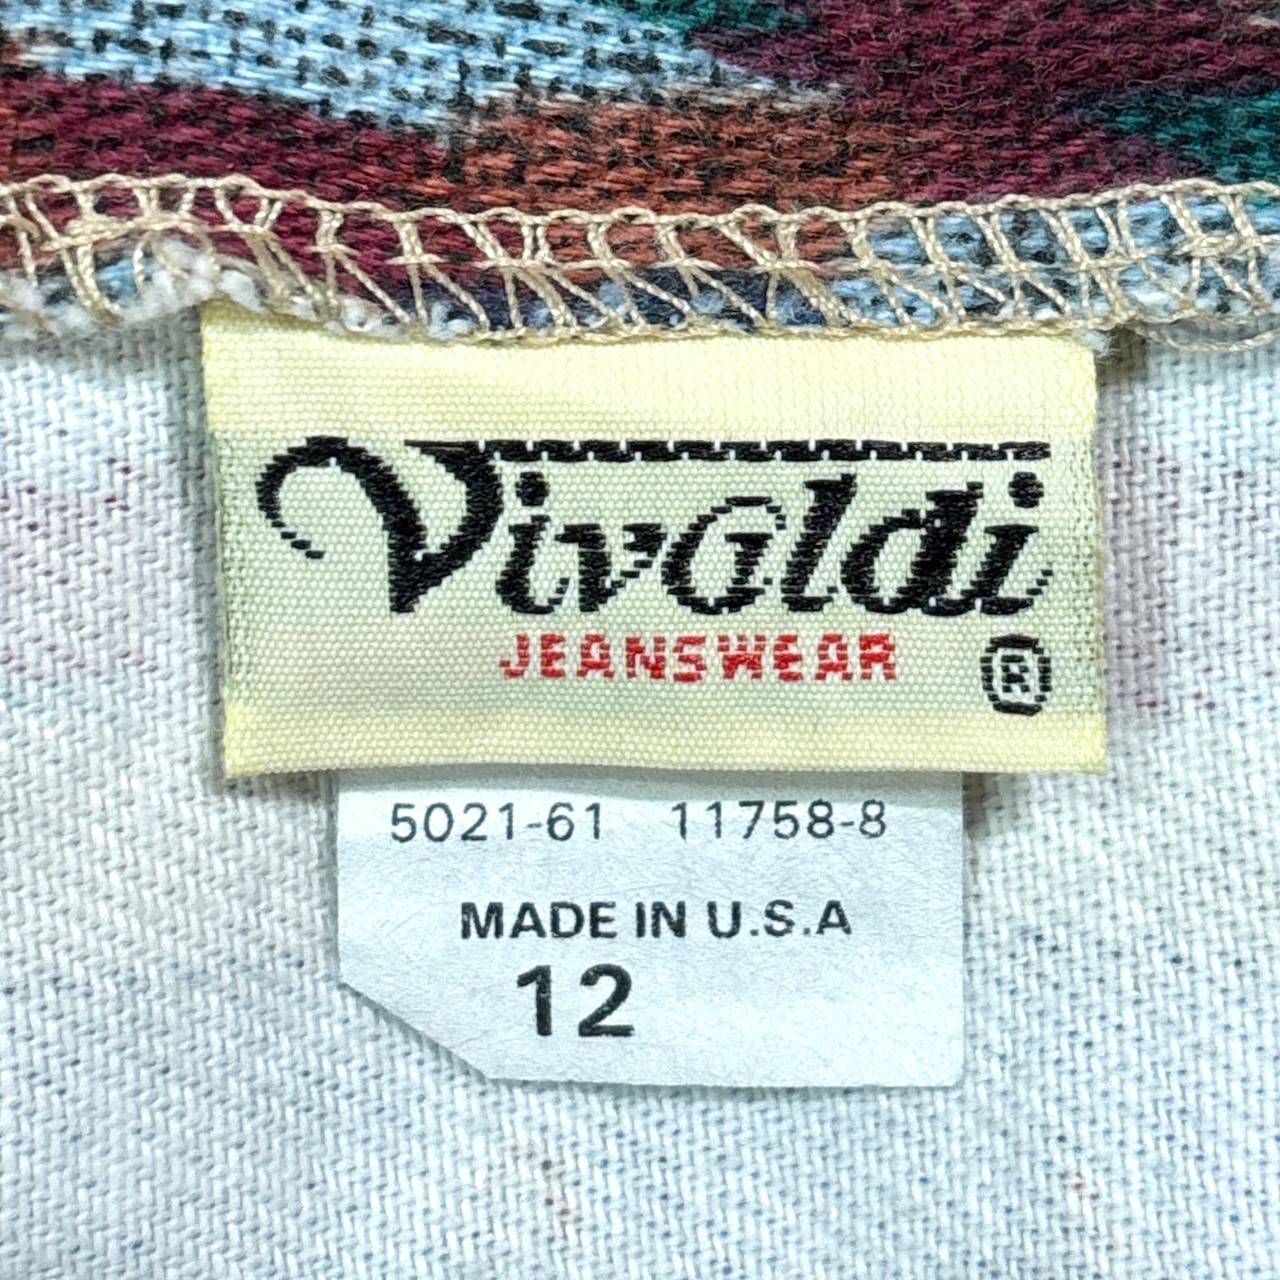 Vivaldi
JEANSWEAR ®
5021-61 11758-8
MADE IN U.S.A
12